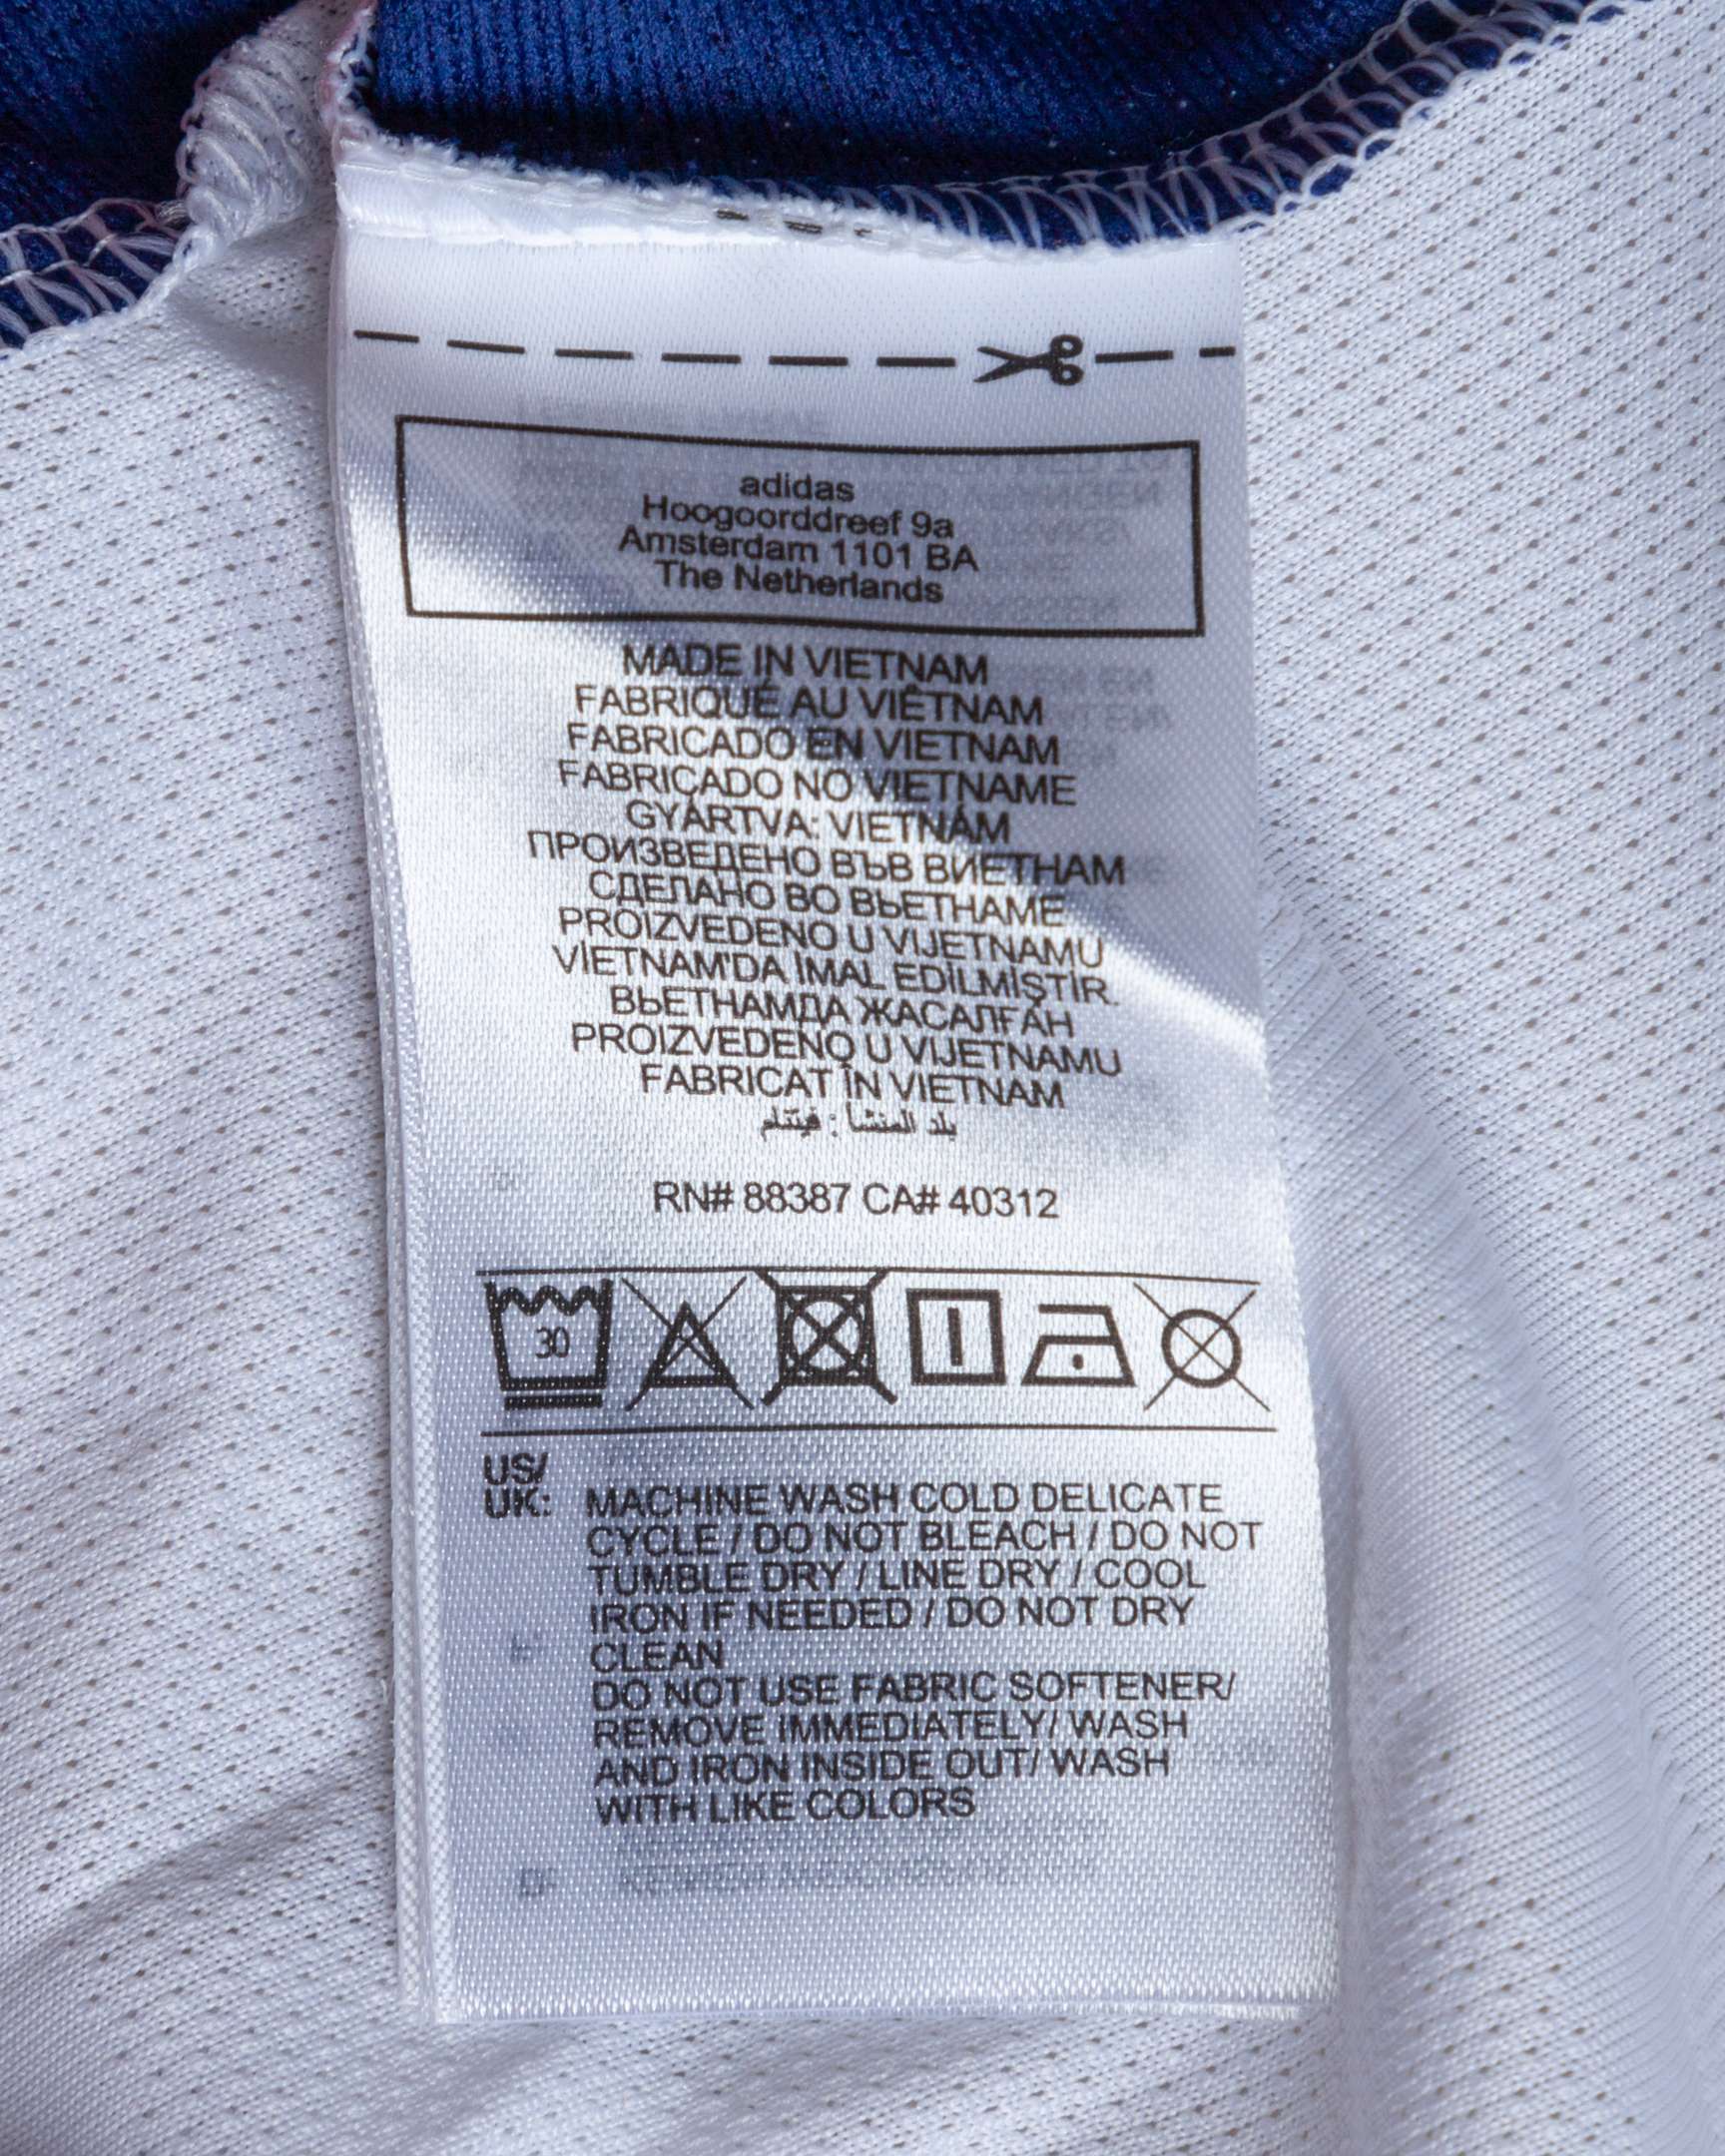 adidas
Hoogoorddreef 9a
Amsterdam 1101 BA
The Netherlands
MADE IN VIETNAM
FABRIQUÉ AU VIÊTNAM
FABRICADO EN VIETNAM
FABRICADO NO VIETNAME
GYÁRTVA: VIETNÁM
ПРОИЗВЕДЕНО ВЪВ ВИЕТНАМ
СДЕЛАНО ВО ВЬЕТНАМЕ
PROIZVEDENO U VIJETNAMU
VİETNAM'DA İMAL EDİLMİŞTİR.
ВЬЕТНАМДА ЖАСАЛҒАН
PROIZVEDENO U VIJETNAMU
FABRICAT ÎN VIETNAM
بلد المنشأ : فيتنام
RN# 88387 CA# 40312
30
US/
UK: MACHINE WASH COLD DELICATE
CYCLE / DO NOT BLEACH / DO NOT
TUMBLE DRY / LINE DRY / COOL
IRON IF NEEDED / DO NOT DRY
CLEAN
DO NOT USE FABRIC SOFTENER/
REMOVE IMMEDIATELY/ WASH
AND IRON INSIDE OUT/ WASH
WITH LIKE COLORS